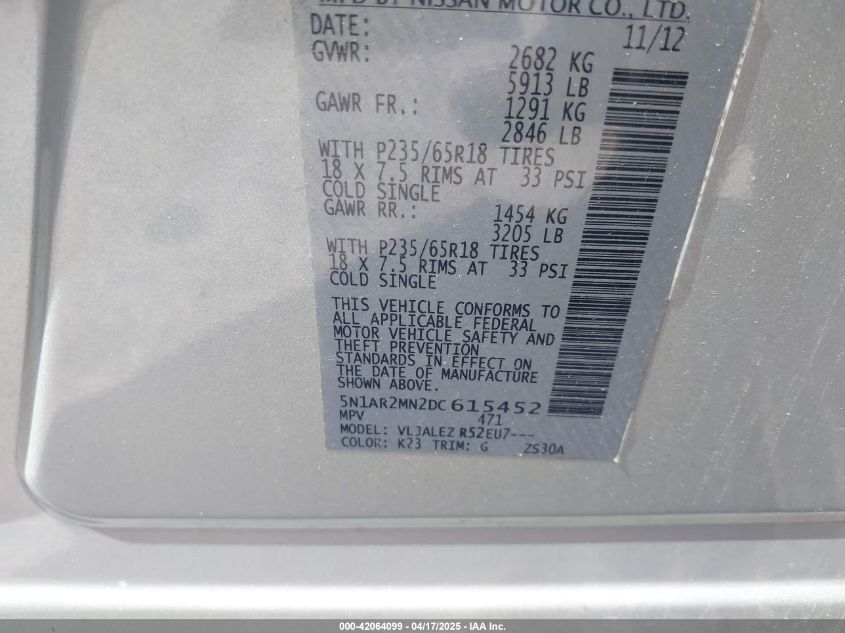 MFD BY NISSAN MOTOR CO., LTD.
DATE: 11/12
GVWR: 2682 KG
5913 LB
GAWR FR.: 1291 KG
2846 LB
WITH P235/65R18 TIRES
18 X 7.5 RIMS AT 33 PSI
COLD SINGLE
GAWR RR.: 1454 KG
3205 LB
WITH P235/65R18 TIRES
18 X 7.5 RIMS AT 33 PSI
COLD SINGLE
THIS VEHICLE CONFORMS TO
ALL APPLICABLE FEDERAL
MOTOR VEHICLE SAFETY AND
THEFT PREVENTION
STANDARDS IN EFFECT ON
THE DATE OF MANUFACTURE
SHOWN ABOVE.
5N1AR2MN2DC615452
MPV 471
MODEL: VLJALEZ R52EU7---
COLOR: K23 TRIM: G ZS30A
000-42064099 - 04/17/2025 - IAA Inc.